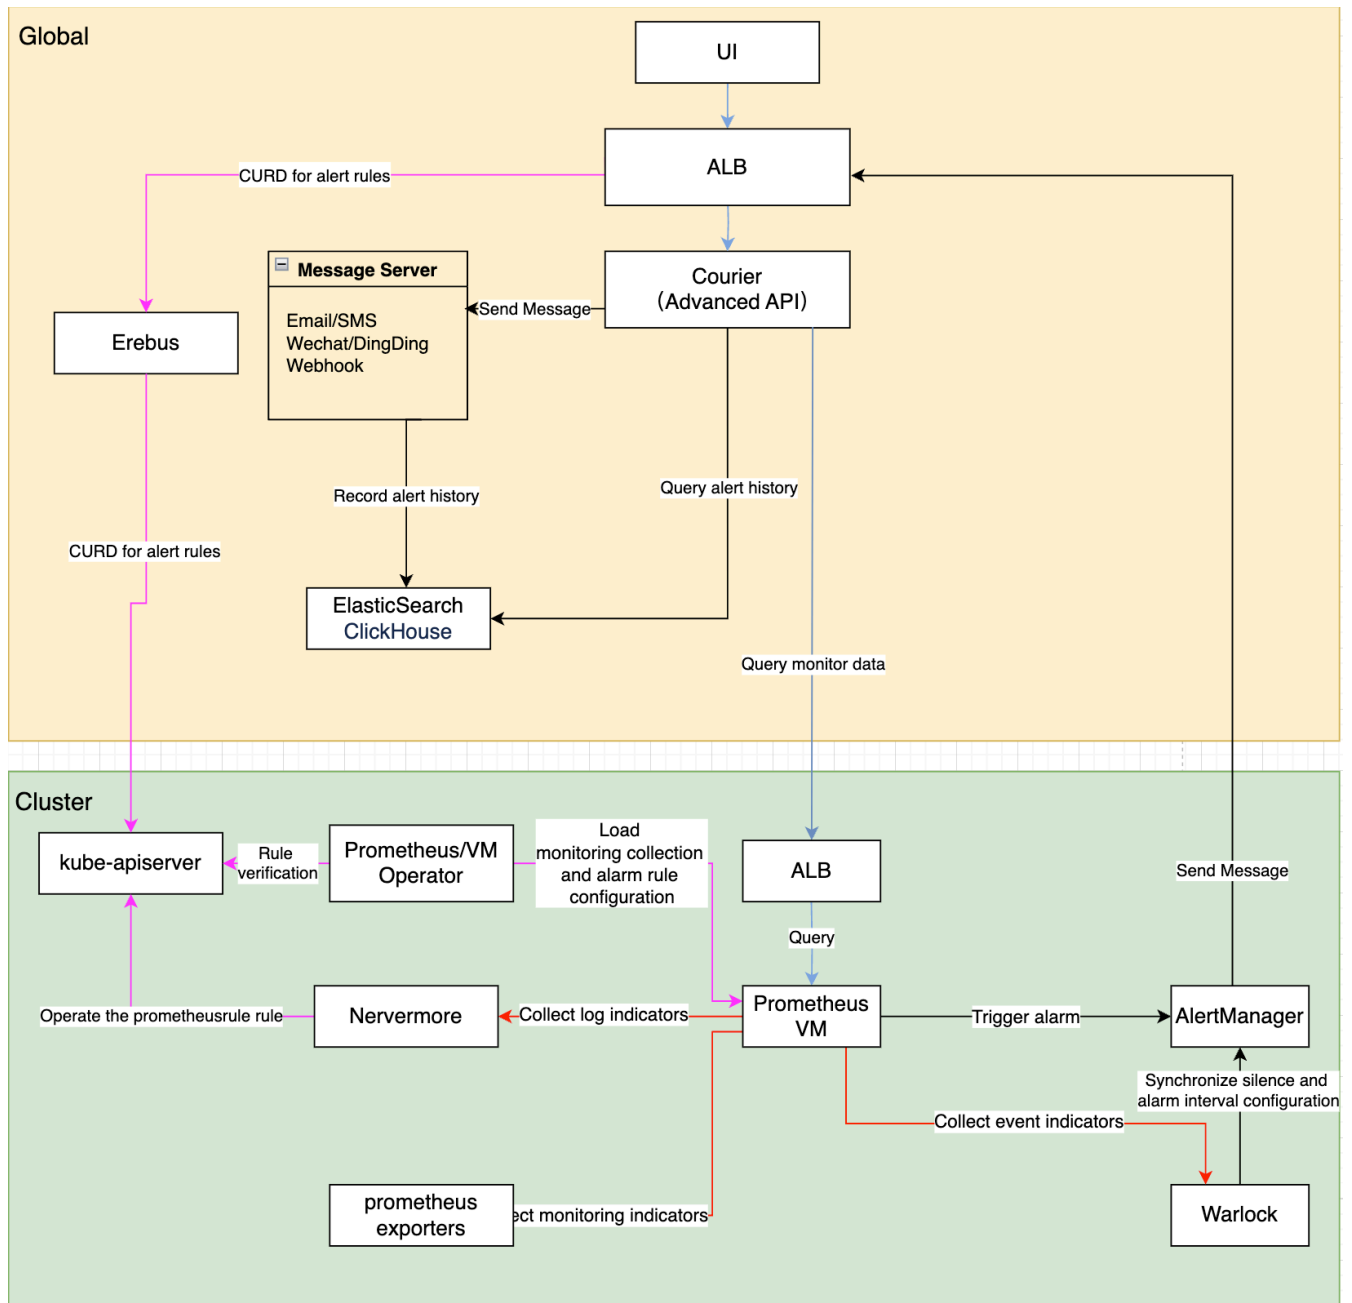 Global
UI
ALB
CURD for alert rules
Message Server
Email/SMS
Wechat/DingDing
Webhook
Send Message
Courier
(Advanced API)
Erebus
Record alert history
Query alert history
CURD for alert rules
ElasticSearch
ClickHouse
Query monitor data
Cluster
kube-apiserver
Rule
verification
Prometheus/VM
Operator
Load
monitoring collection
and alarm rule
configuration
ALB
Send Message
Query
Operate the prometheusrule rule
Nervermore
Collect log indicators
Prometheus
VM
Trigger alarm
AlertManager
Synchronize silence and
alarm interval configuration
Collect event indicators
prometheus
exporters
ect monitoring indicators
Warlock